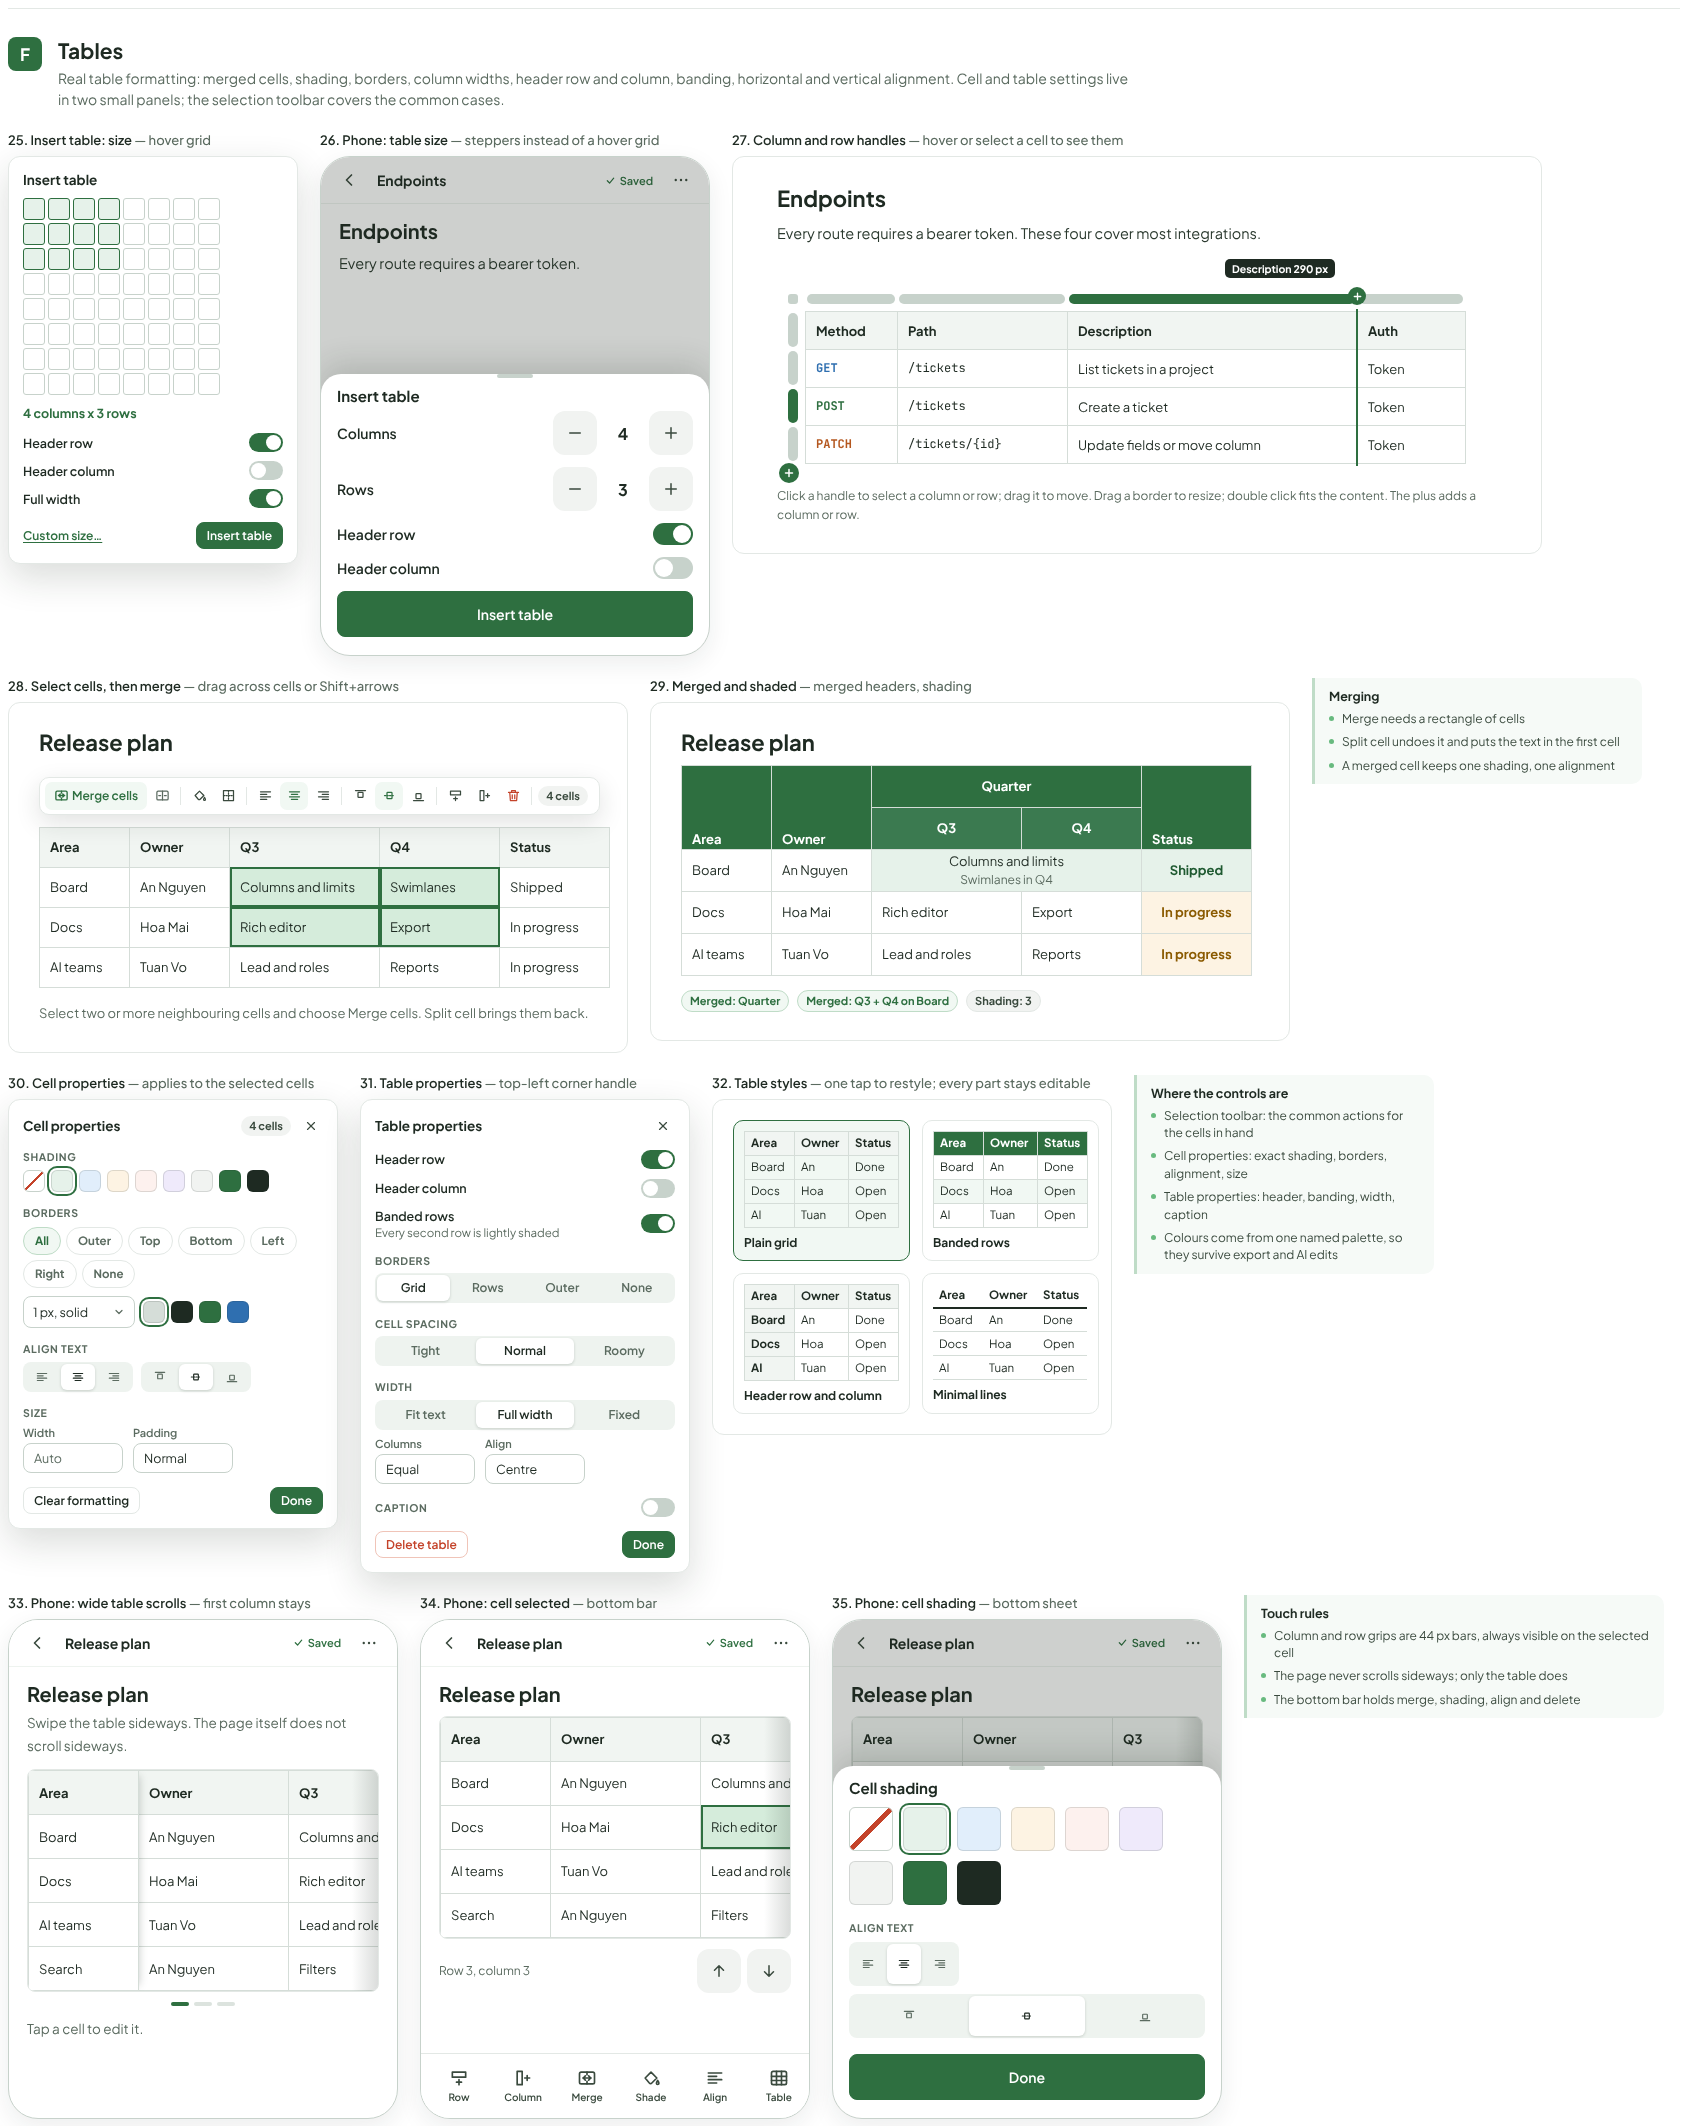 F
Tables
Real table formatting: merged cells, shading, borders, column widths, header row and column, banding, horizontal and vertical alignment. Cell and table settings live
in two small panels; the selection toolbar covers the common cases.
25. Insert table: size — hover grid
Insert table
4 columns x 3 rows
Header row
Header column
Full width
Custom size...
Insert table
26. Phone: table size — steppers instead of a hover grid
Endpoints
Saved
Endpoints
Every route requires a bearer token.
Insert table
Columns
4
Rows
3
Header row
Header column
Insert table
27. Column and row handles — hover or select a cell to see them
Endpoints
Every route requires a bearer token. These four cover most integrations.
Description 290 px
Method Path Description Auth
GET /tickets List tickets in a project Token
POST /tickets Create a ticket Token
PATCH /tickets/{id} Update fields or move column Token
Click a handle to select a column or row; drag it to move. Drag a border to resize; double click fits the content. The plus adds a
column or row.
28. Select cells, then merge — drag across cells or Shift+arrows
Release plan
Merge cells
4 cells
Area Owner Q3 Q4 Status
Board An Nguyen Columns and limits Swimlanes Shipped
Docs Hoa Mai Rich editor Export In progress
AI teams Tuan Vo Lead and roles Reports In progress
Select two or more neighbouring cells and choose Merge cells. Split cell brings them back.
29. Merged and shaded — merged headers, shading
Release plan
Quarter
Q3 Q4
Area Owner Status
Board An Nguyen Columns and limits Shipped
Swimlanes in Q4
Docs Hoa Mai Rich editor Export In progress
AI teams Tuan Vo Lead and roles Reports In progress
Merged: Quarter
Merged: Q3 + Q4 on Board
Shading: 3
Merging
Merge needs a rectangle of cells
Split cell undoes it and puts the text in the first cell
A merged cell keeps one shading, one alignment
30. Cell properties — applies to the selected cells
Cell properties
4 cells
SHADING
BORDERS
All Outer Top Bottom Left
Right None
1 px, solid
ALIGN TEXT
SIZE
Width Padding
Auto Normal
Clear formatting
Done
31. Table properties — top-left corner handle
Table properties
Header row
Header column
Banded rows
Every second row is lightly shaded
BORDERS
Grid Rows Outer None
CELL SPACING
Tight Normal Roomy
WIDTH
Fit text Full width Fixed
Columns Align
Equal Centre
CAPTION
Delete table
Done
32. Table styles — one tap to restyle; every part stays editable
Area Owner Status
Board An Done
Docs Hoa Open
AI Tuan Open
Plain grid
Area Owner Status
Board An Done
Docs Hoa Open
AI Tuan Open
Banded rows
Area Owner Status
Board An Done
Docs Hoa Open
AI Tuan Open
Header row and column
Area Owner Status
Board An Done
Docs Hoa Open
AI Tuan Open
Minimal lines
Where the controls are
Selection toolbar: the common actions for
the cells in hand
Cell properties: exact shading, borders,
alignment, size
Table properties: header, banding, width,
caption
Colours come from one named palette, so
they survive export and AI edits
33. Phone: wide table scrolls — first column stays
Release plan
Saved
Release plan
Swipe the table sideways. The page itself does not
scroll sideways.
Area Owner Q3
Board An Nguyen Columns and
Docs Hoa Mai Rich editor
AI teams Tuan Vo Lead and role
Search An Nguyen Filters
Tap a cell to edit it.
34. Phone: cell selected — bottom bar
Release plan
Saved
Release plan
Area Owner Q3
Board An Nguyen Columns and
Docs Hoa Mai Rich editor
AI teams Tuan Vo Lead and role
Search An Nguyen Filters
Row 3, column 3
Row Column Merge Shade Align Table
35. Phone: cell shading — bottom sheet
Release plan
Saved
Release plan
Area Owner Q3
Cell shading
ALIGN TEXT
Done
Touch rules
Column and row grips are 44 px bars, always visible on the selected
cell
The page never scrolls sideways; only the table does
The bottom bar holds merge, shading, align and delete